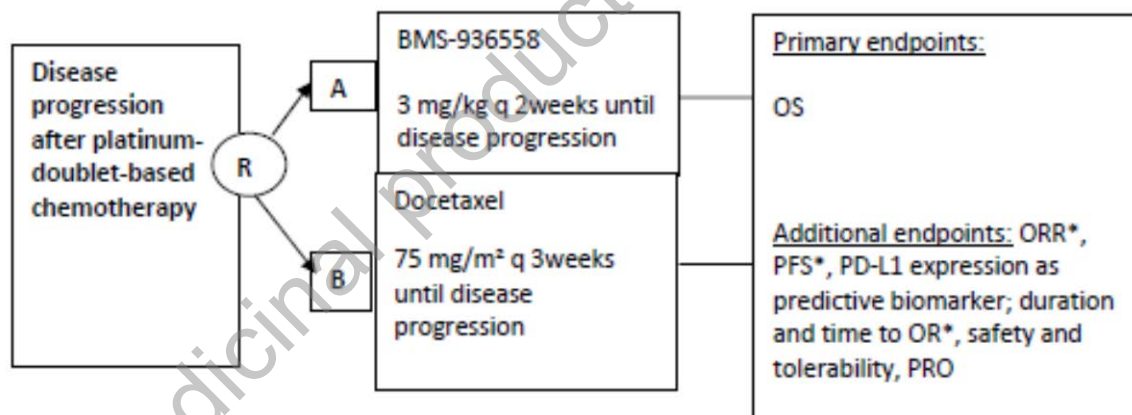 Disease
progression
after platinum-
doublet-based
chemotherapy
R
A
B
BMS-936558
3 mg/kg q 2weeks until
disease progression
Docetaxel
75 mg/m² q 3weeks
until disease
progression
Primary endpoints:
OS
Additional endpoints: ORR*,
PFS*, PD-L1 expression as
predictive biomarker; duration
and time to OR*, safety and
tolerability, PRO
dicinal product